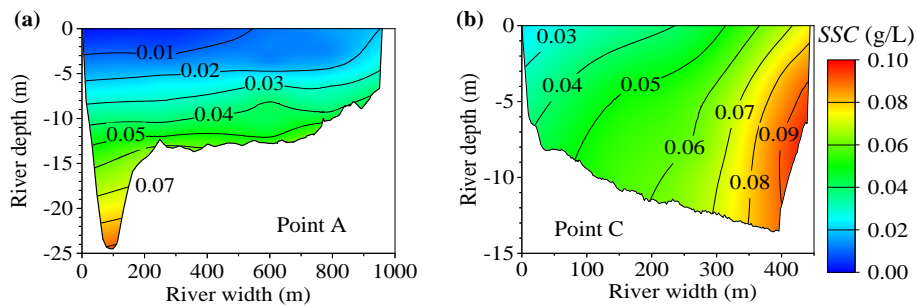 (a)
0
-5
-10
-15
-20
-25
River depth (m)
0.01
0.02
0.03
0.04
0.05
0.07
Point A
0 200 400 600 800 1000
River width (m)
(b)
0
-5
-10
-15
River depth (m)
0.03
0.04
0.05
0.06
0.07
0.08
0.09
Point C
0 100 200 300 400
River width (m)
SSC (g/L)
0.10
0.08
0.06
0.04
0.02
0.00